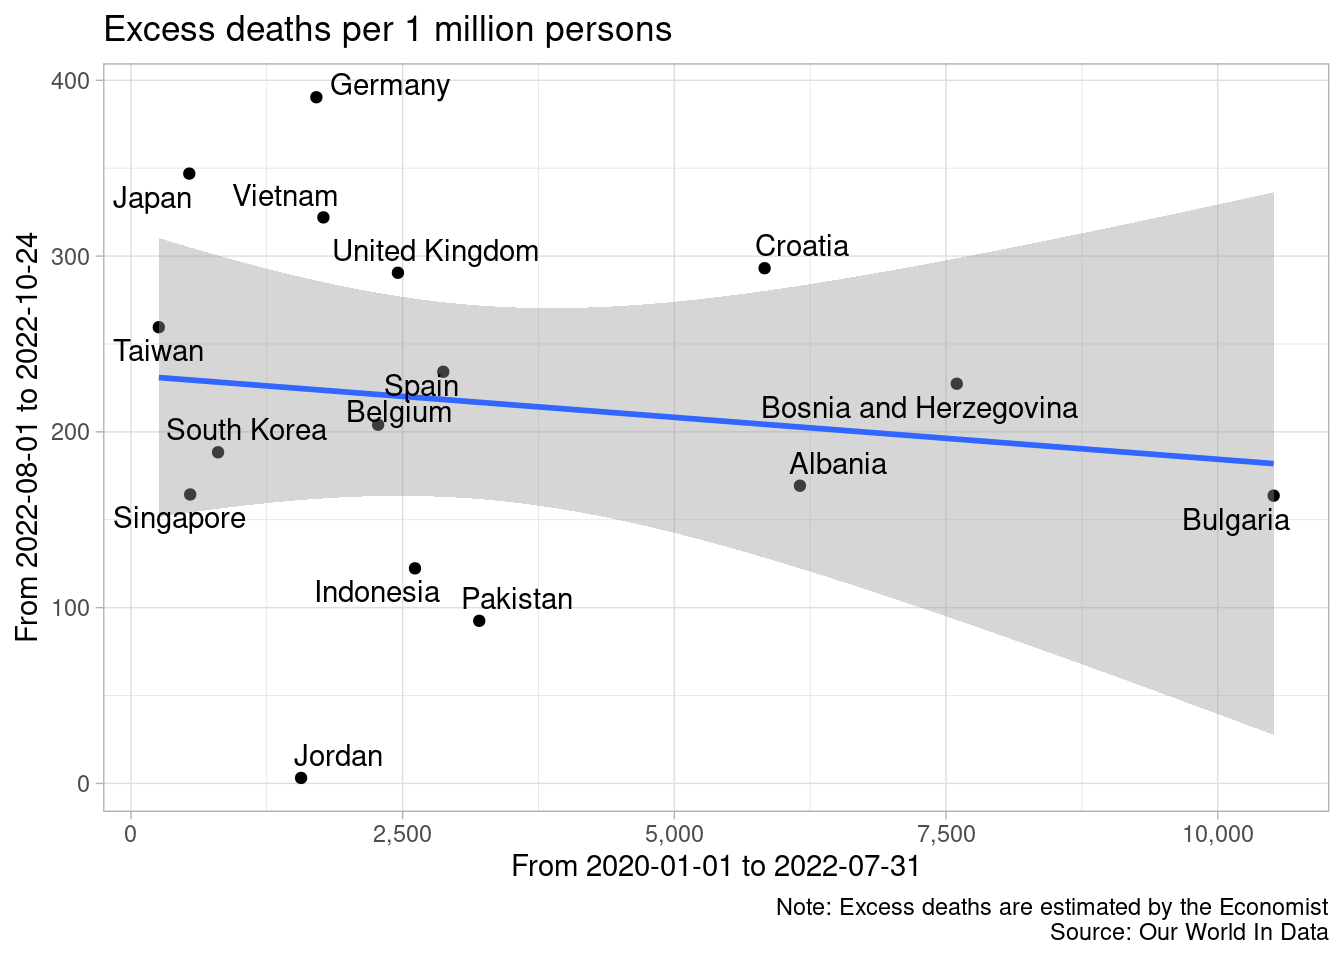 Excess deaths per 1 million persons
400
Germany
Japan
Vietnam
United Kingdom
300
Croatia
Taiwan
Spain
Belgium
Bosnia and Herzegovina
200
South Korea
Albania
Singapore
Bulgaria
Indonesia
Pakistan
100
Jordan
0
From 2022-08-01 to 2022-10-24
0
2,500
5,000
7,500
10,000
From 2020-01-01 to 2022-07-31
Note: Excess deaths are estimated by the Economist
Source: Our World In Data